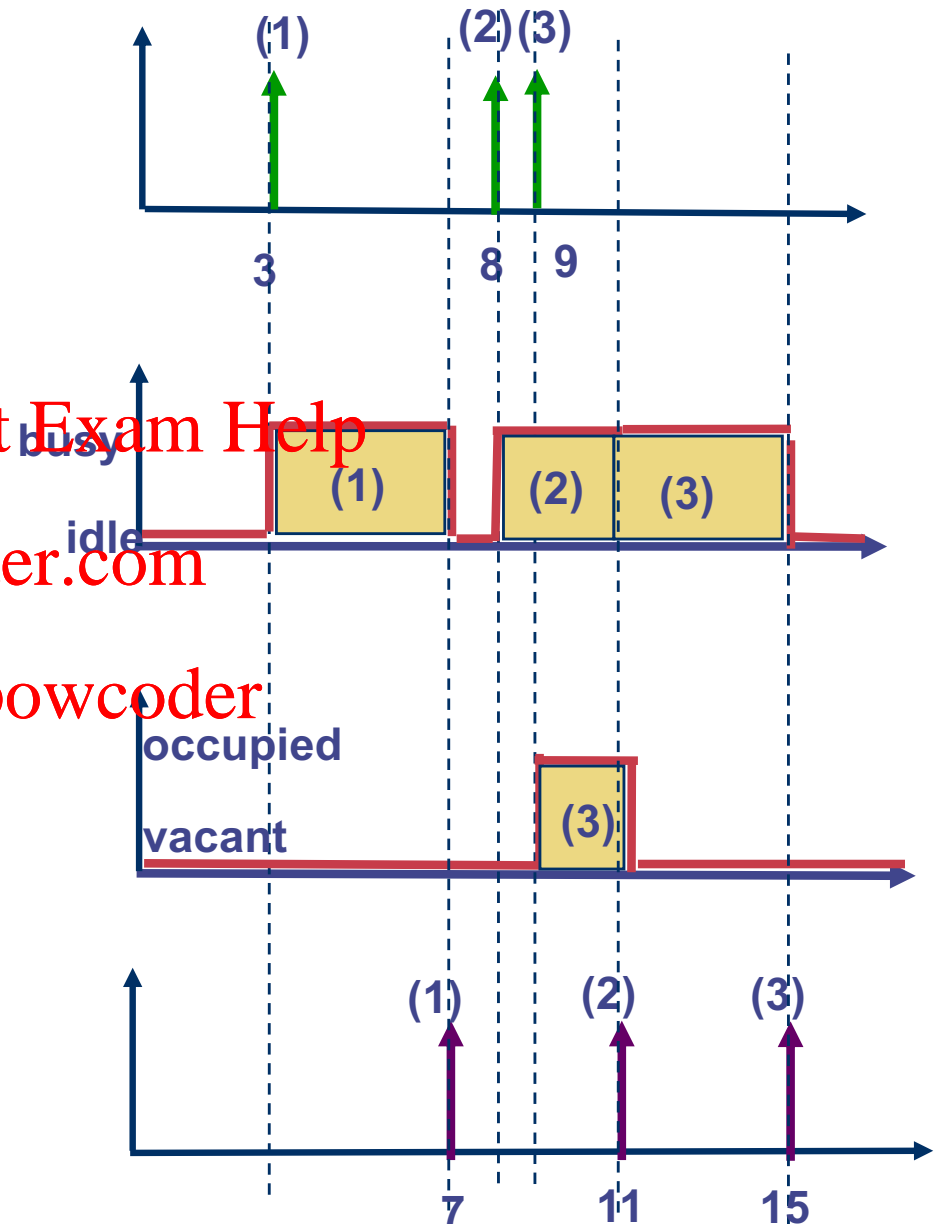 (1) (2) (3)
3 8 9
t Exam Help
busy
(1) (2) (3)
idle
er.com
owcoder
occupied
(3)
vacant
(1) (2) (3)
7 11 15